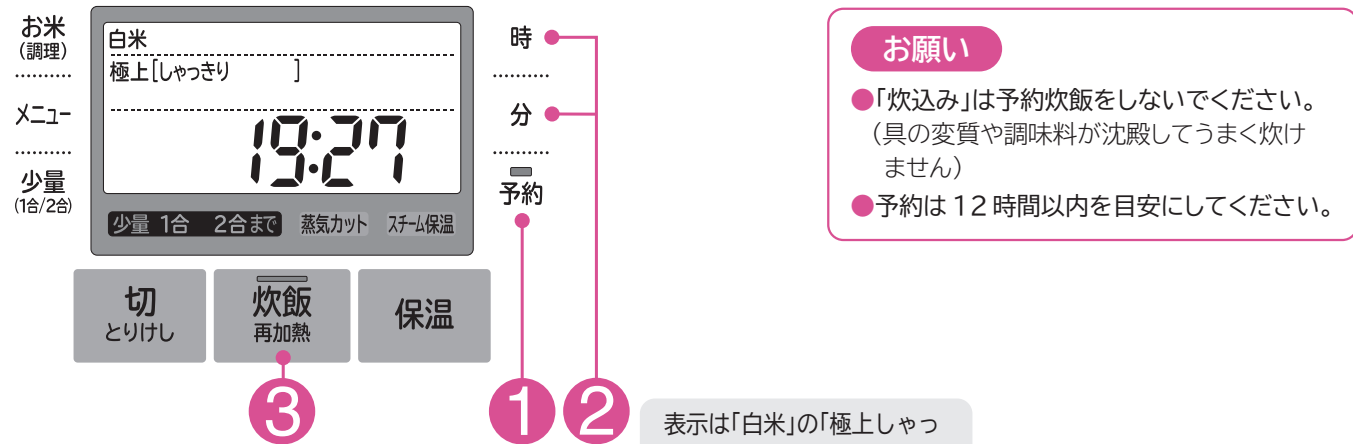 お米
(調理)
メニュー
少量
(1合/2合)
白米
極上[しゃっきり ]
19:27
少量 1合 2合まで 蒸気カット スチーム保温
時
分
予約
切
とりけし
炊飯
再加熱
保温
3
1
2
お願い
●「炊込み」は予約炊飯をしないでください。
(具の変質や調味料が沈殿してうまく炊け
ません)
●予約は12時間以内を目安にしてください。
表示は「白米」の「極上しゃっ